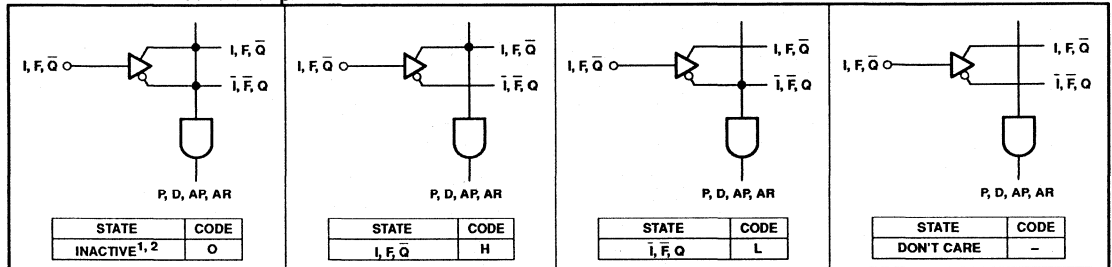 I, F, Q̅
I, F, Q̅
I̅, F̅, Q
P, D, AP, AR
STATE CODE
INACTIVE1, 2 O
I, F, Q̅
I, F, Q̅
I̅, F̅, Q
P, D, AP, AR
STATE CODE
I, F, Q̅ H
I, F, Q̅
I, F, Q̅
I̅, F̅, Q
P, D, AP, AR
STATE CODE
I̅, F̅, Q L
I, F, Q̅
I, F, Q̅
I̅, F̅, Q
P, D, AP, AR
STATE CODE
DON'T CARE –